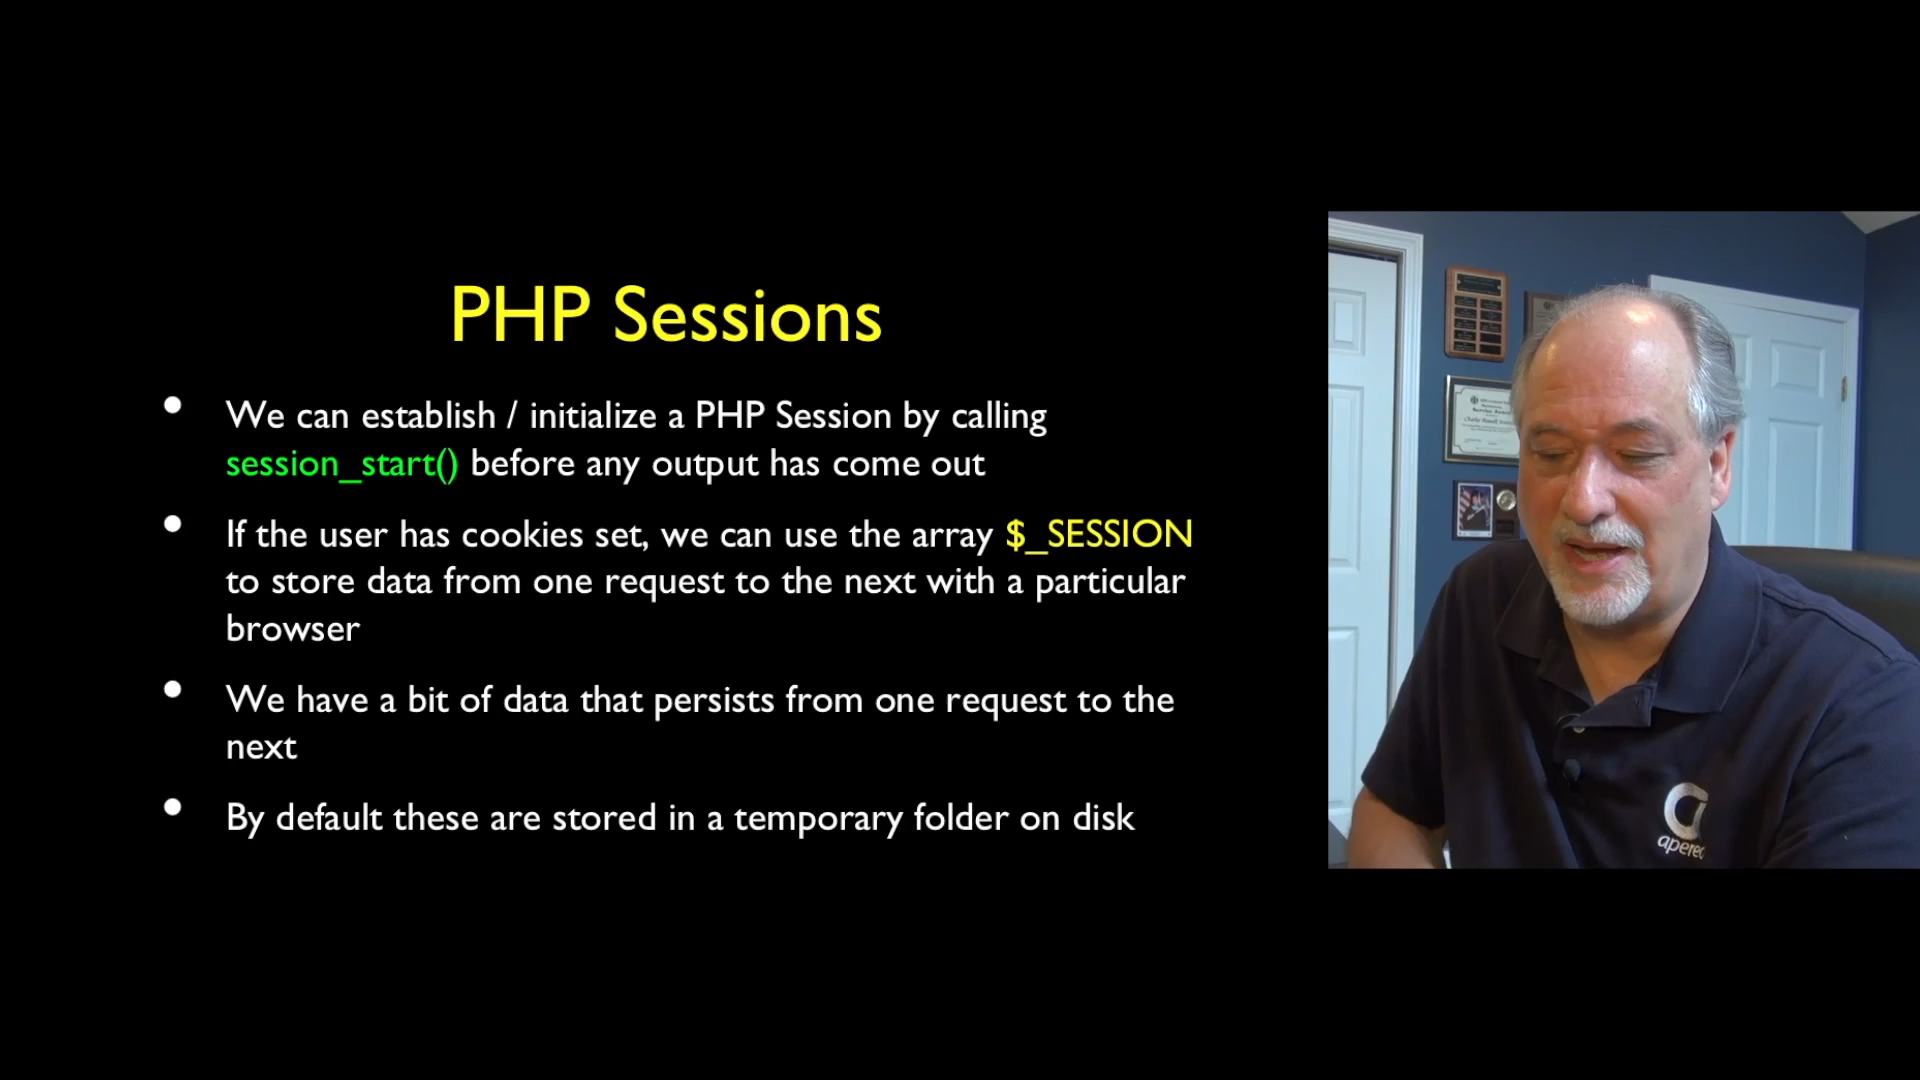 PHP Sessions
• We can establish / initialize a PHP Session by calling
session_start() before any output has come out
• If the user has cookies set, we can use the array $_SESSION
to store data from one request to the next with a particular
browser
• We have a bit of data that persists from one request to the
next
• By default these are stored in a temporary folder on disk
apereo